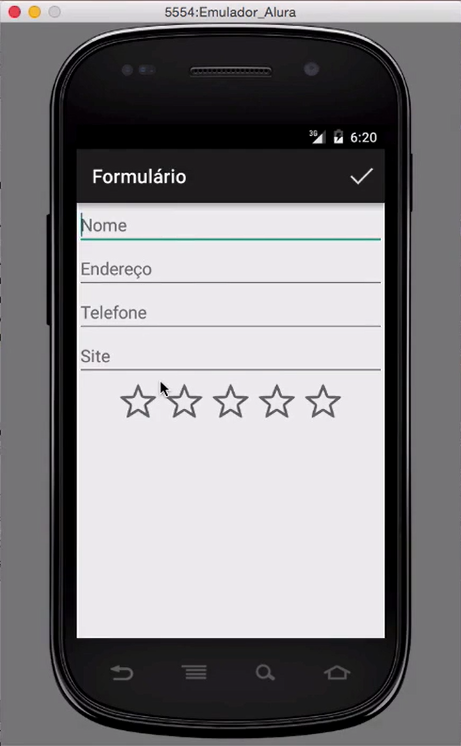 5554:Emulador_Alura
3G 6:20
Formulário
Nome
Endereço
Telefone
Site